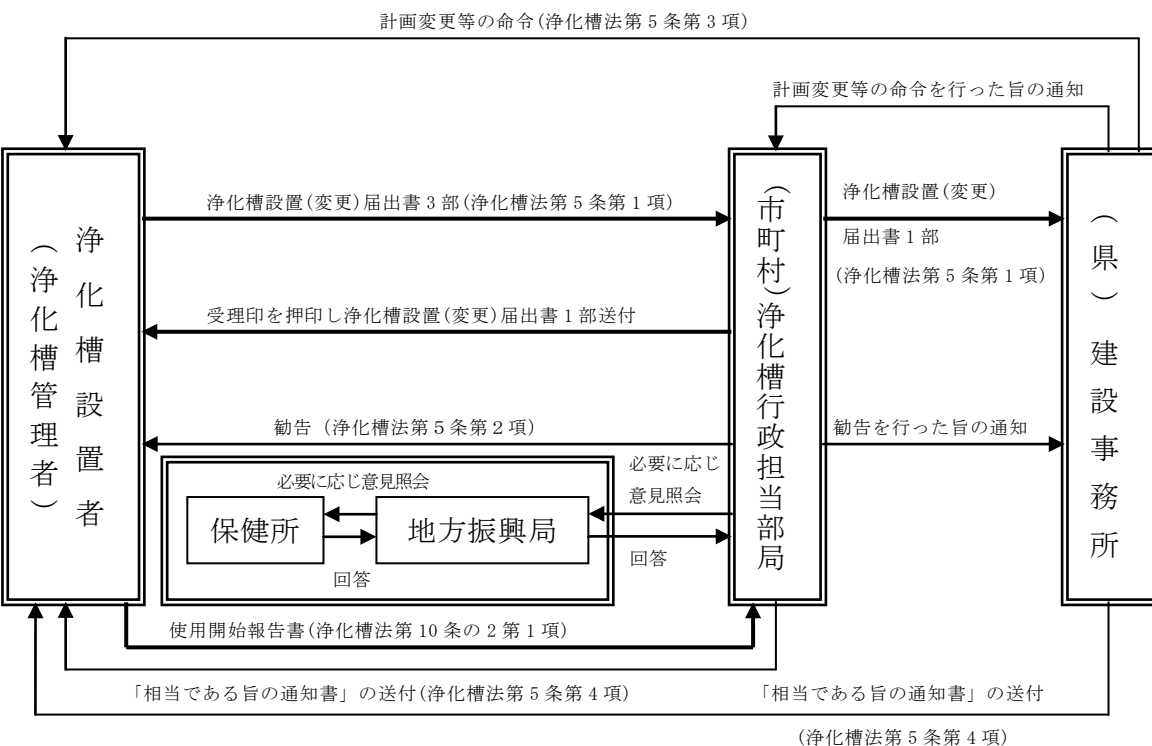 計画変更等の命令(浄化槽法第5条第3項)
計画変更等の命令を行った旨の通知
浄化槽設置者
(浄化槽管理者)
浄化槽設置(変更)届出書3部(浄化槽法第5条第1項)
(市町村)浄化槽行政担当部局
浄化槽設置(変更)
届出書1部
(浄化槽法第5条第1項)
(県)建設事務所
受理印を押印し浄化槽設置(変更)届出書1部送付
勧告(浄化槽法第5条第2項)
勧告を行った旨の通知
必要に応じ意見照会
必要に応じ
意見照会
保健所
地方振興局
回答
回答
使用開始報告書(浄化槽法第10条の2第1項)
「相当である旨の通知書」の送付(浄化槽法第5条第4項)
「相当である旨の通知書」の送付
(浄化槽法第5条第4項)